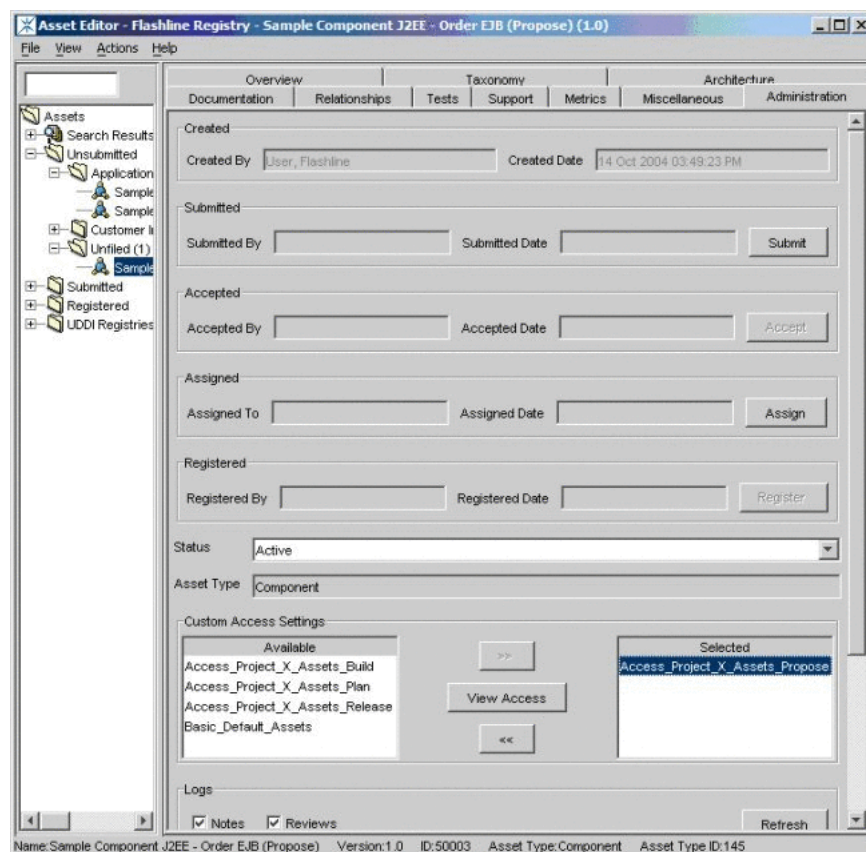 Asset Editor - Flashline Registry - Sample Component J2EE - Order EJB (Propose) (1.0)
File View Actions Help
Overview Taxonomy Architecture
Documentation Relationships Tests Support Metrics Miscellaneous Administration
Assets
Search Results
Unsubmitted
Application
Sample
Sample
Customer I
Unfiled (1)
Sample
Submitted
Registered
UDDI Registries
Created
Created By User, Flashline Created Date 14 Oct 2004 03:49:23 PM
Submitted
Submitted By Submitted Date Submit
Accepted
Accepted By Accepted Date Accept
Assigned
Assigned To Assigned Date Assign
Registered
Registered By Registered Date Register
Status Active
Asset Type Component
Custom Access Settings
Available Selected
Access_Project_X_Assets_Build >> Access_Project_X_Assets_Propose
Access_Project_X_Assets_Plan
Access_Project_X_Assets_Release View Access
Basic_Default_Assets
<<
Logs
Notes Reviews Refresh
Name:Sample Component J2EE - Order EJB (Propose) Version:1.0 ID:50003 Asset Type:Component Asset Type ID:145